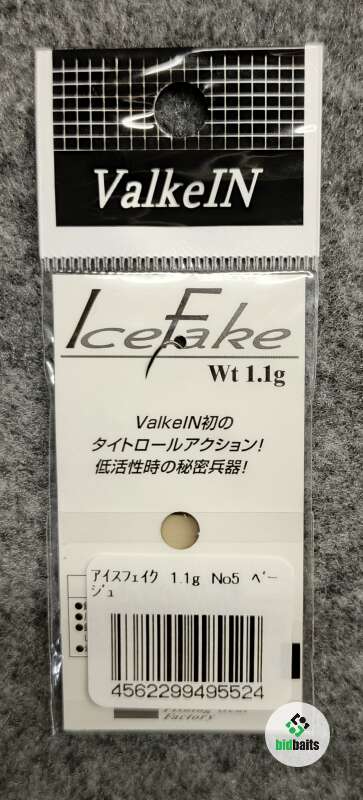 ValkeIN
IceFake
Wt 1.1g
ValkeIN初の
タイトロールアクション!
低活性時の秘密兵器!
ｱｲｽﾌｪｲｸ 1.1g No5 ﾍﾞｰ
ｼﾞｭ
4562299495524
Factory
bidbaits